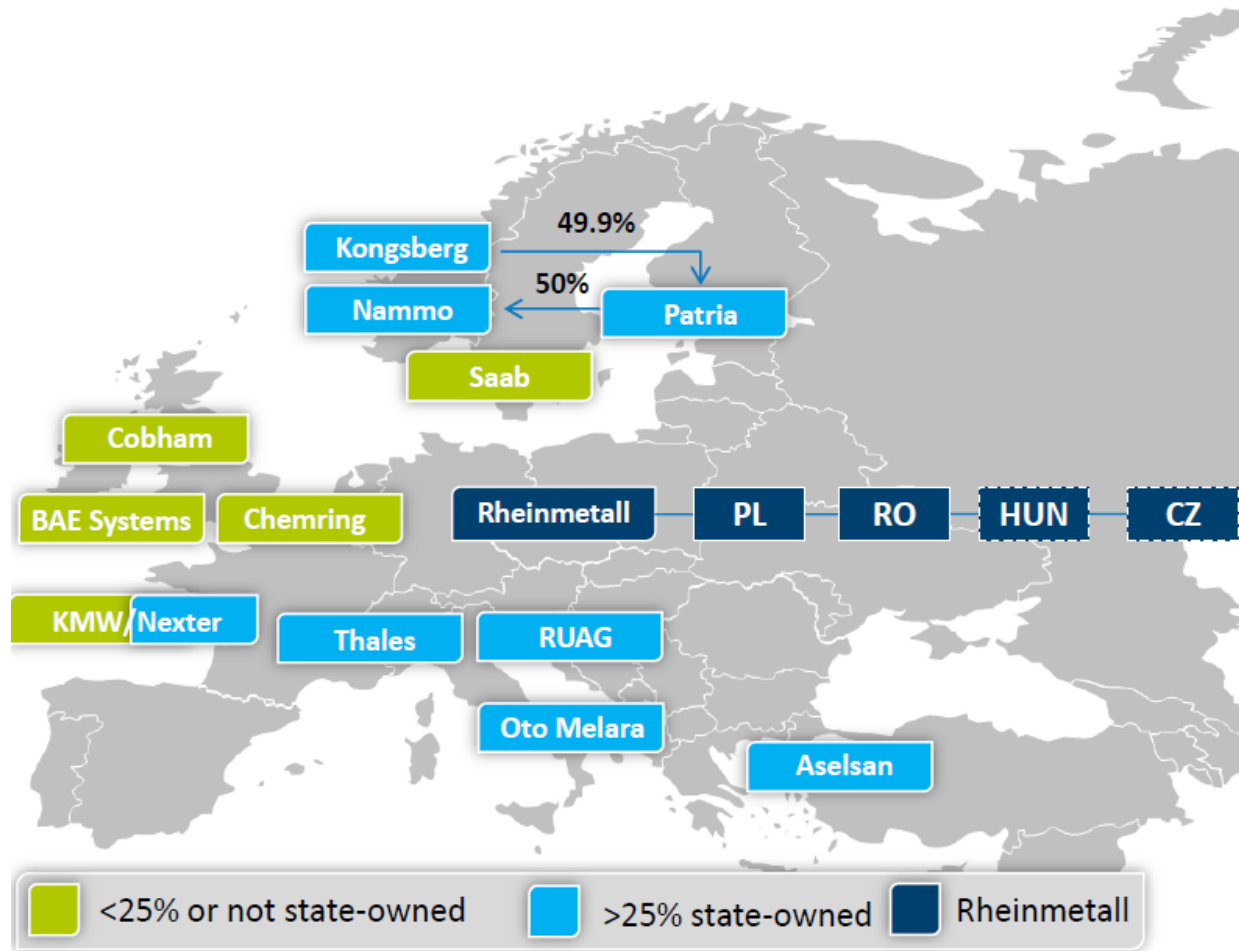 49.9%
Kongsberg
50%
Nammo
Patria
Saab
Cobham
BAE Systems
Chemring
Rheinmetall
PL
RO
HUN
CZ
KMW/Nexter
Thales
RUAG
Oto Melara
Aselsan
<25% or not state-owned
>25% state-owned
Rheinmetall